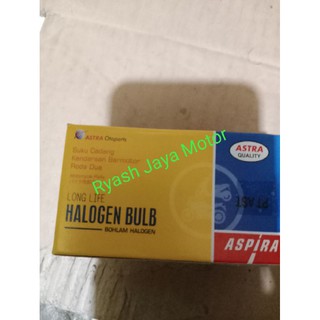 ASTRA Otoparts
ASTRA
QUALITY
Suku Cadang
Kendaraan Bermotor
Roda Dua
Ryash Jaya Motor
LONG LIFE
HALOGEN BULB
BOHLAM HALOGEN
ASPIRA